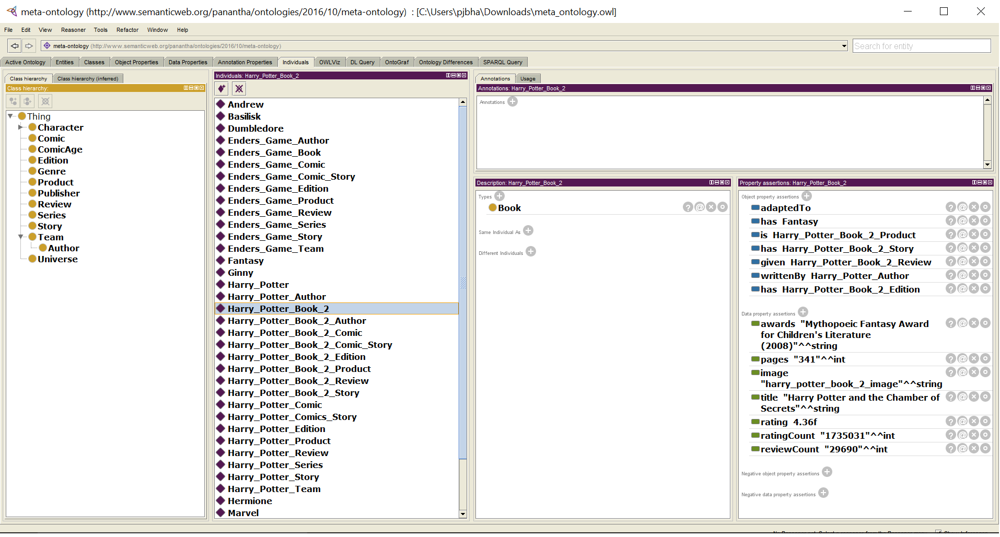 meta-ontology (http://www.semanticweb.org/panantha/ontologies/2016/10/meta-ontology) : [C:\Users\pjbha\Downloads\meta_ontology.owl]
File Edit View Reasoner Tools Refactor Window Help
meta-ontology (http://www.semanticweb.org/panantha/ontologies/2016/10/meta-ontology)
Search for entity
Active Ontology Entities Classes Object Properties Data Properties Annotation Properties Individuals OWLViz DL Query OntoGraf Ontology Differences SPARQL Query
Class hierarchy Class hierarchy (inferred)
Class hierarchy:
Thing
Character
Comic
ComicAge
Edition
Genre
Product
Publisher
Review
Series
Story
Team
Author
Universe
Individuals: Harry_Potter_Book_2
Andrew
Basilisk
Dumbledore
Enders_Game_Author
Enders_Game_Book
Enders_Game_Comic
Enders_Game_Comic_Story
Enders_Game_Edition
Enders_Game_Product
Enders_Game_Review
Enders_Game_Series
Enders_Game_Story
Enders_Game_Team
Fantasy
Ginny
Harry_Potter
Harry_Potter_Author
Harry_Potter_Book_2
Harry_Potter_Book_2_Author
Harry_Potter_Book_2_Comic
Harry_Potter_Book_2_Comic_Story
Harry_Potter_Book_2_Edition
Harry_Potter_Book_2_Product
Harry_Potter_Book_2_Review
Harry_Potter_Book_2_Story
Harry_Potter_Comic
Harry_Potter_Comics_Story
Harry_Potter_Edition
Harry_Potter_Product
Harry_Potter_Review
Harry_Potter_Series
Harry_Potter_Story
Harry_Potter_Team
Hermione
Marvel
Annotations Usage
Annotations: Harry_Potter_Book_2
Annotations
Description: Harry_Potter_Book_2
Types
Book
Same Individual As
Different Individuals
Property assertions: Harry_Potter_Book_2
Object property assertions
adaptedTo
has Fantasy
is Harry_Potter_Book_2_Product
has Harry_Potter_Book_2_Story
given Harry_Potter_Book_2_Review
writtenBy Harry_Potter_Author
has Harry_Potter_Book_2_Edition
Data property assertions
awards "Mythopoeic Fantasy Award
for Children's Literature
(2008)"^^string
pages "341"^^int
image
"harry_potter_book_2_image"^^string
title "Harry Potter and the Chamber of
Secrets"^^string
rating 4.36f
ratingCount "1735031"^^int
reviewCount "29690"^^int
Negative object property assertions
Negative data property assertions